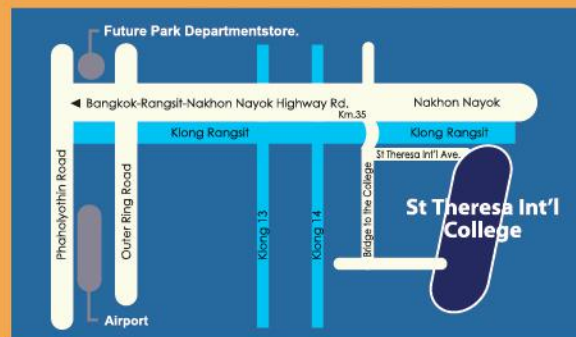 Future Park Departmentstore.
Bangkok-Rangsit-Nakhon Nayok Highway Rd.
Nakhon Nayok
Km.35
Klong Rangsit
Klong Rangsit
St Theresa Int'l Ave.
Phaholyothin Road
Outer Ring Road
Klong 13
Klong 14
Bridge to the College
St Theresa Int'l
College
Airport